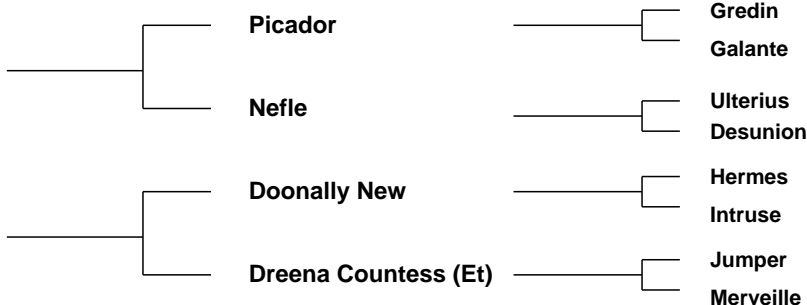 Gredin
Picador
Galante
Ulterius
Nefle
Desunion
Hermes
Doonally New
Intruse
Jumper
Dreena Countess (Et)
Merveille